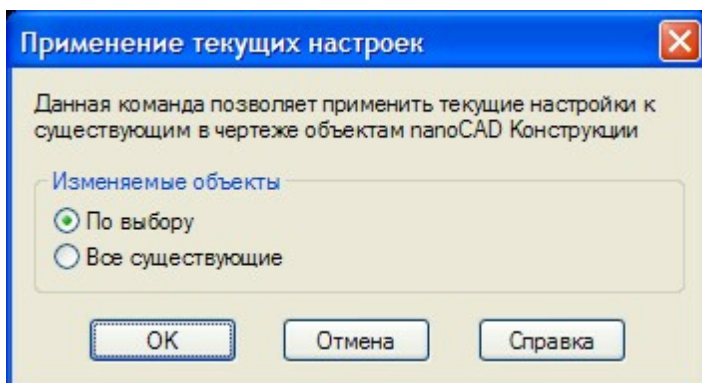 Применение текущих настроек
Данная команда позволяет применить текущие настройки к
существующим в чертеже объектам nanoCAD Конструкции
Изменяемые объекты
По выбору
Все существующие
OK
Отмена
Справка